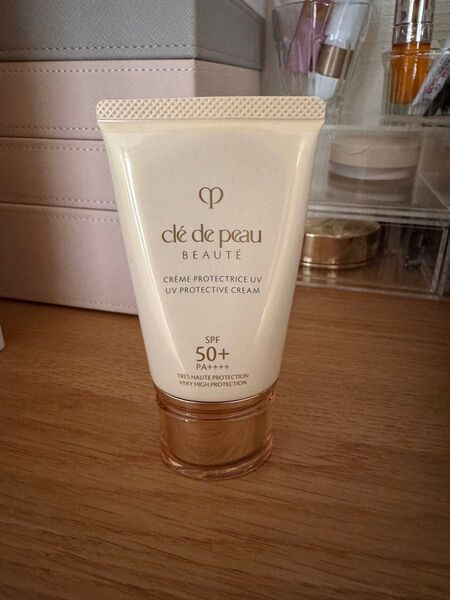 clé de peau
BEAUTÉ
CRÈME PROTECTRICE UV
UV PROTECTIVE CREAM
SPF
50+
PA++++
TRÈS HAUTE PROTECTION
VERY HIGH PROTECTION